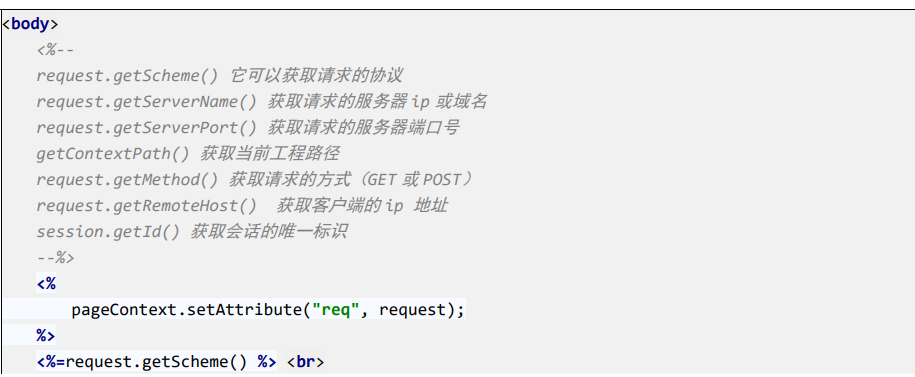 <body>
<%--
request.getScheme() 它可以获取请求的协议
request.getServerName() 获取请求的服务器 ip 或域名
request.getServerPort() 获取请求的服务器端口号
getContextPath() 获取当前工程路径
request.getMethod() 获取请求的方式（GET 或 POST）
request.getRemoteHost() 获取客户端的 ip 地址
session.getId() 获取会话的唯一标识
--%>
<%
pageContext.setAttribute("req", request);
%>
<%=request.getScheme() %> <br>